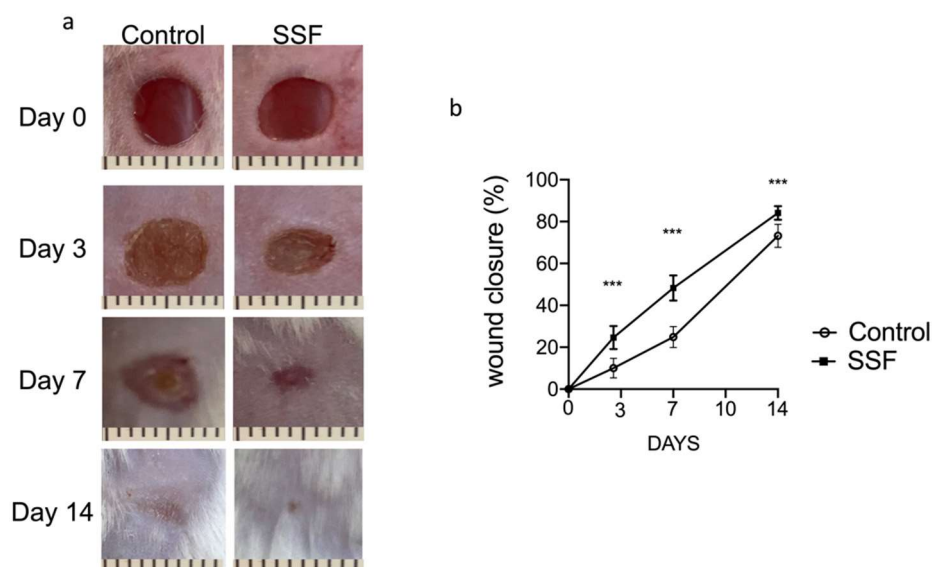 a
Control SSF
Day 0
Day 3
Day 7
Day 14
b
***
***
***
100
80
60
40
20
0
wound closure (%)
0 3 7 10 14
DAYS
Control
SSF